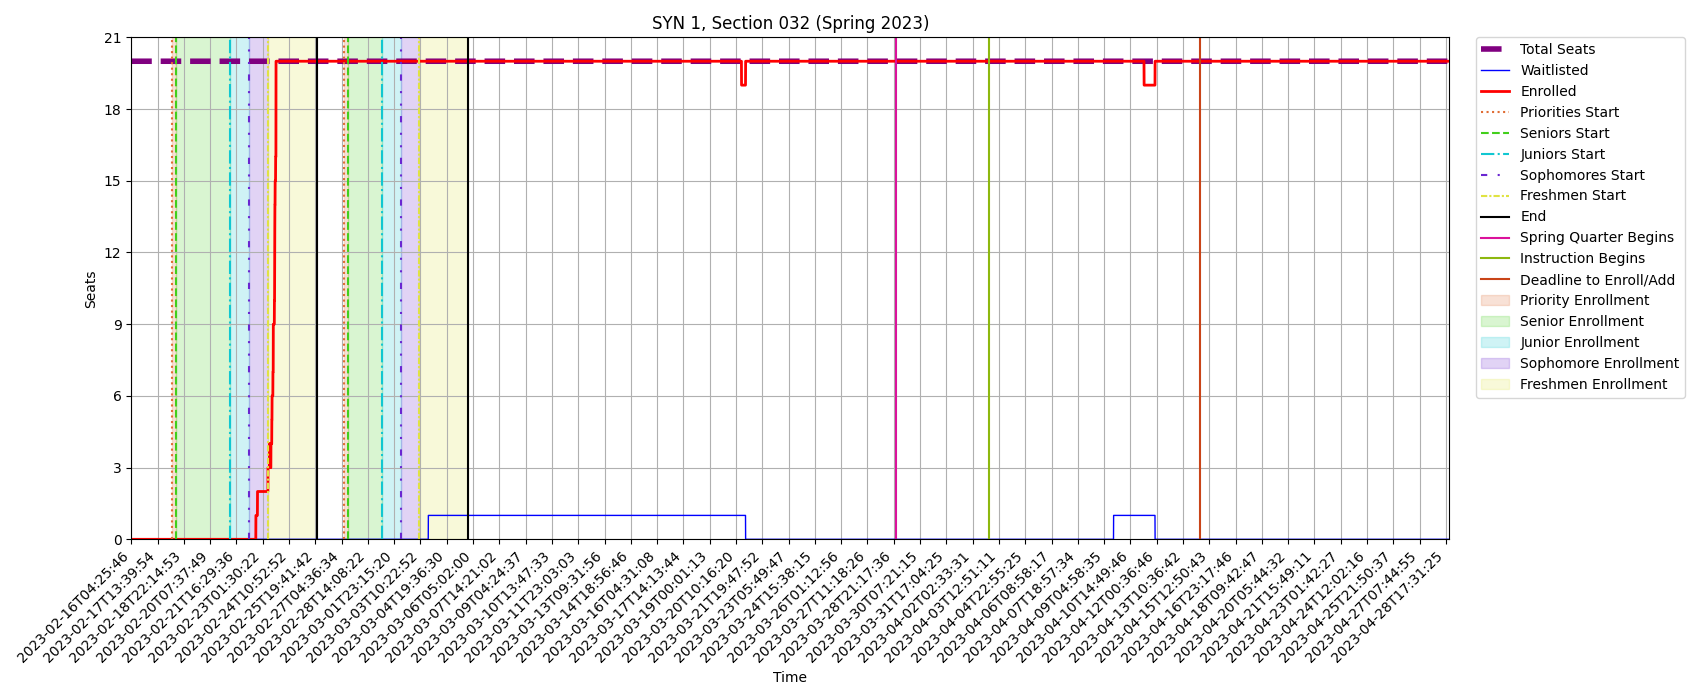 SYN 1, Section 032 (Spring 2023)
21
18
15
12
9
6
3
0
Seats
2023-02-16T04:25:46
2023-02-17T13:39:54
2023-02-18T22:14:53
2023-02-20T07:37:49
2023-02-21T16:29:36
2023-02-23T01:30:22
2023-02-24T10:52:52
2023-02-25T19:41:42
2023-02-27T04:36:34
2023-02-28T14:08:22
2023-03-01T23:15:20
2023-03-03T10:22:52
2023-03-04T19:36:30
2023-03-06T05:02:00
2023-03-07T14:21:02
2023-03-09T04:24:37
2023-03-10T13:47:33
2023-03-11T23:03:03
2023-03-13T09:31:56
2023-03-14T18:56:46
2023-03-16T04:31:08
2023-03-17T14:13:44
2023-03-19T00:01:13
2023-03-20T10:16:20
2023-03-21T19:47:52
2023-03-23T05:49:47
2023-03-24T15:38:15
2023-03-26T01:12:56
2023-03-27T11:18:26
2023-03-28T21:17:36
2023-03-30T07:21:15
2023-03-31T17:04:25
2023-04-02T02:33:31
2023-04-03T12:51:11
2023-04-04T22:55:25
2023-04-06T08:58:17
2023-04-07T18:57:34
2023-04-09T04:58:35
2023-04-10T14:49:46
2023-04-12T00:36:46
2023-04-13T10:36:42
2023-04-15T12:50:43
2023-04-16T23:17:46
2023-04-18T09:42:47
2023-04-20T05:44:32
2023-04-21T15:49:11
2023-04-23T01:42:27
2023-04-24T12:02:16
2023-04-25T21:50:37
2023-04-27T07:44:55
2023-04-28T17:31:25
Time
Total Seats
Waitlisted
Enrolled
Priorities Start
Seniors Start
Juniors Start
Sophomores Start
Freshmen Start
End
Spring Quarter Begins
Instruction Begins
Deadline to Enroll/Add
Priority Enrollment
Senior Enrollment
Junior Enrollment
Sophomore Enrollment
Freshmen Enrollment